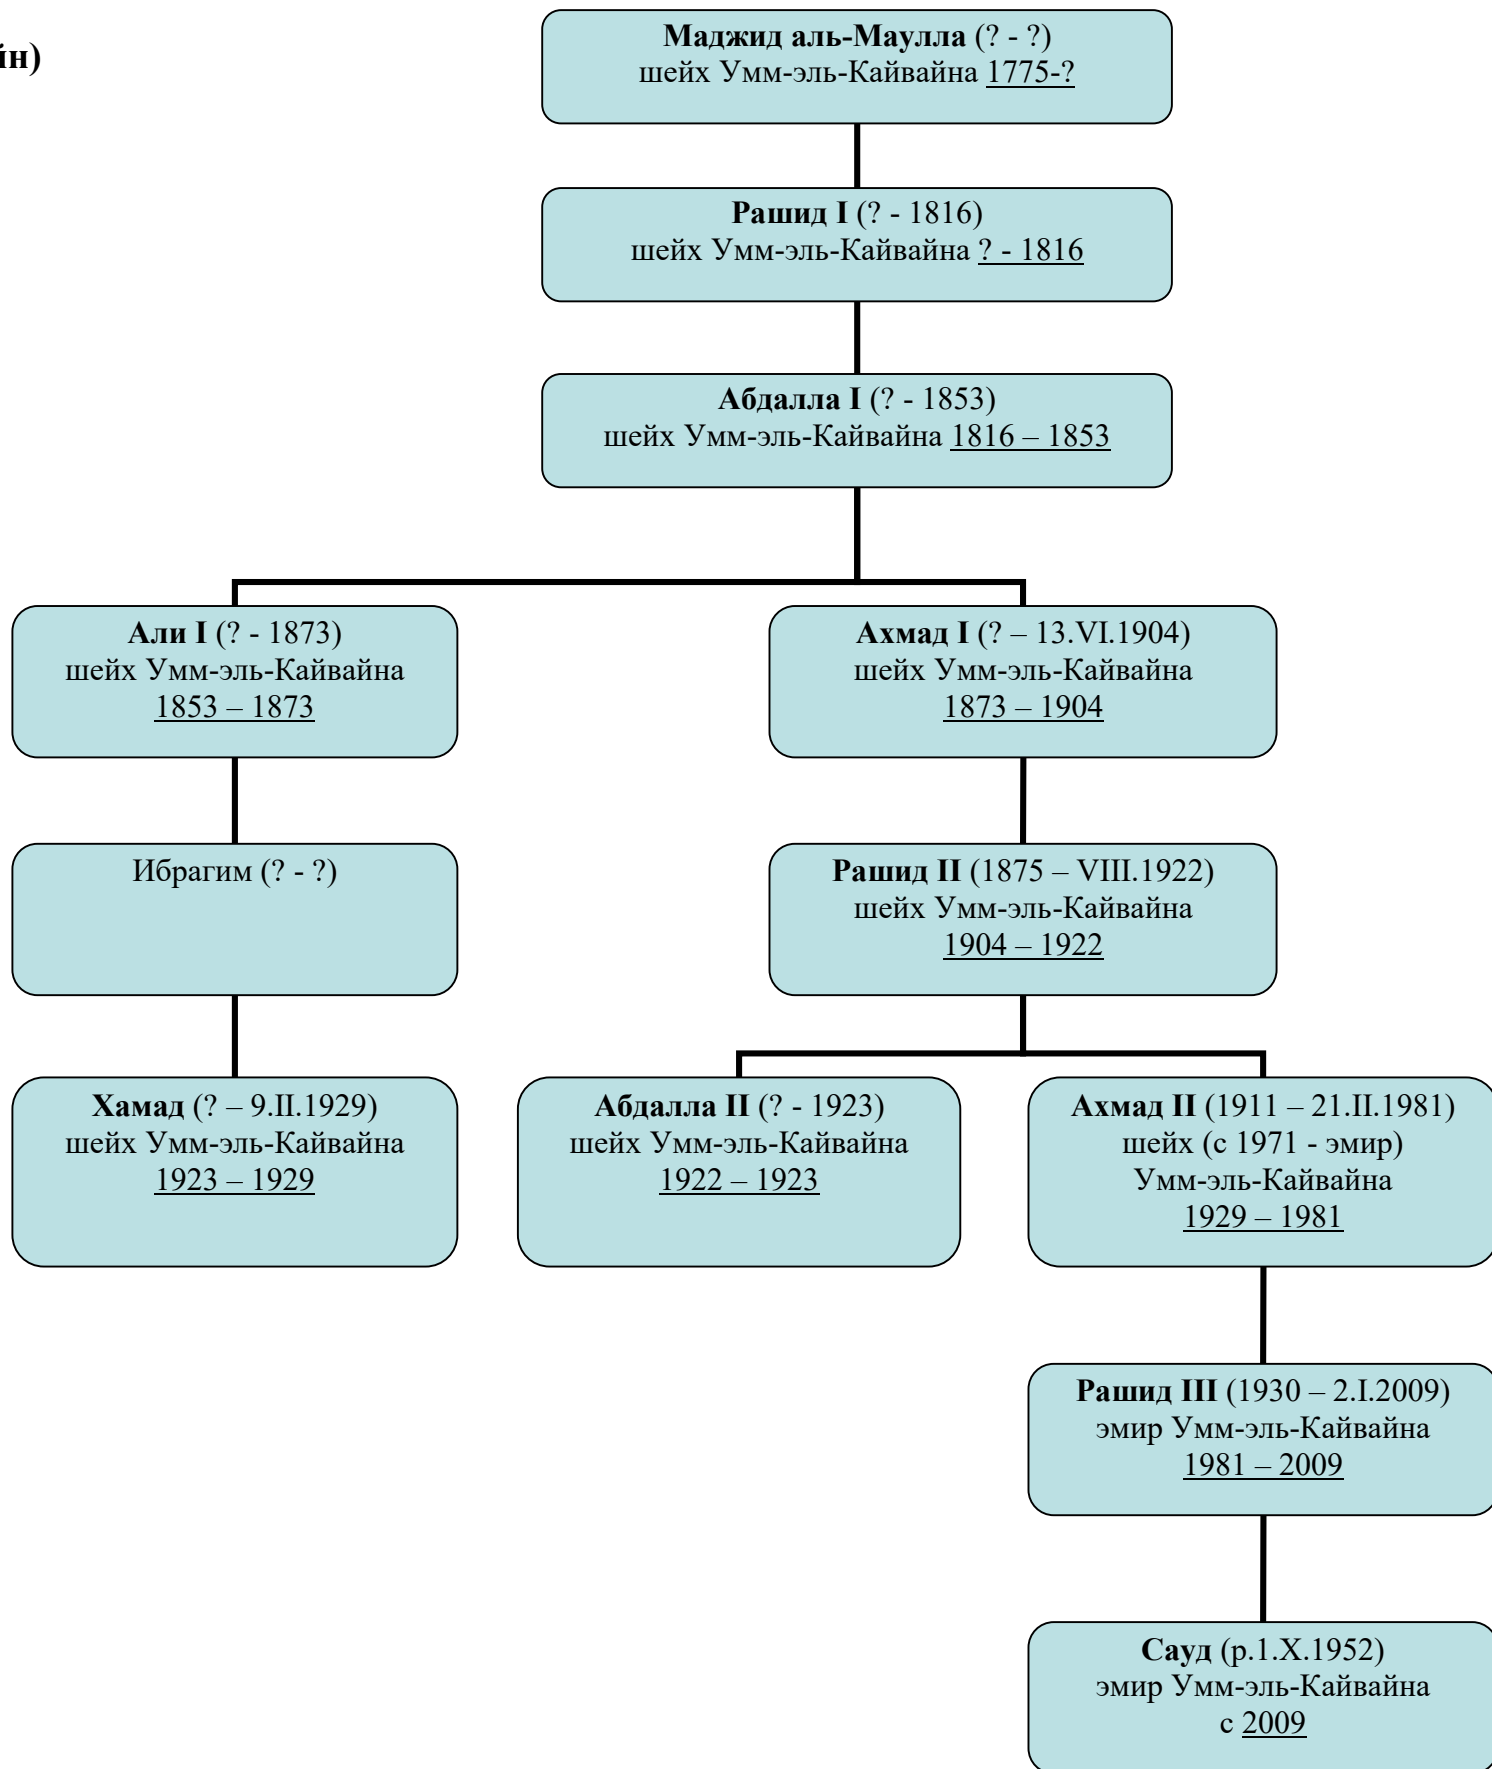 йн)
Маджид аль-Маулла (? - ?)
шейх Умм-эль-Кайвайна 1775-?
Рашид I (? - 1816)
шейх Умм-эль-Кайвайна ? - 1816
Абдалла I (? - 1853)
шейх Умм-эль-Кайвайна 1816 – 1853
Али I (? - 1873)
шейх Умм-эль-Кайвайна
1853 – 1873
Ахмад I (? – 13.VI.1904)
шейх Умм-эль-Кайвайна
1873 – 1904
Ибрагим (? - ?)
Рашид II (1875 – VIII.1922)
шейх Умм-эль-Кайвайна
1904 – 1922
Хамад (? – 9.II.1929)
шейх Умм-эль-Кайвайна
1923 – 1929
Абдалла II (? - 1923)
шейх Умм-эль-Кайвайна
1922 – 1923
Ахмад II (1911 – 21.II.1981)
шейх (с 1971 - эмир)
Умм-эль-Кайвайна
1929 – 1981
Рашид III (1930 – 2.I.2009)
эмир Умм-эль-Кайвайна
1981 – 2009
Сауд (р.1.X.1952)
эмир Умм-эль-Кайвайна
с 2009